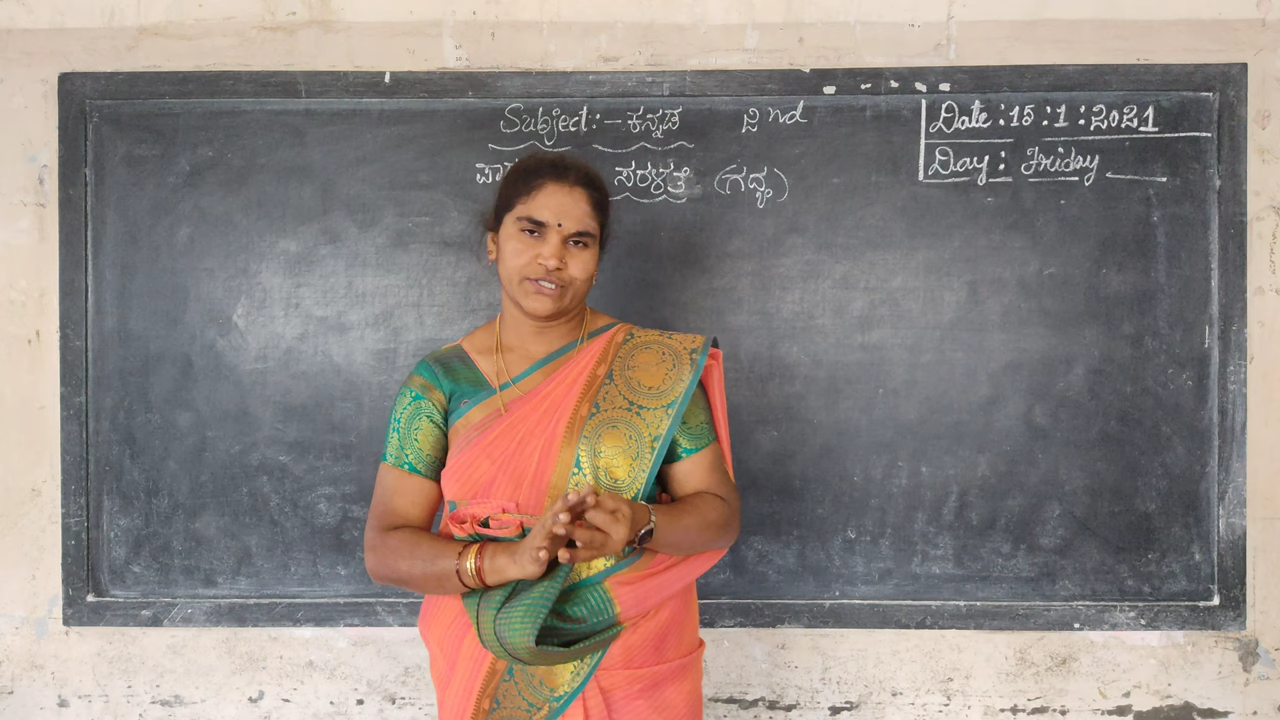 Subject:- ಕನ್ನಡ 2nd
ಸರಳತೆ (ಗದ್ಯ)
Date : 15 : 1 : 2021
Day : Friday